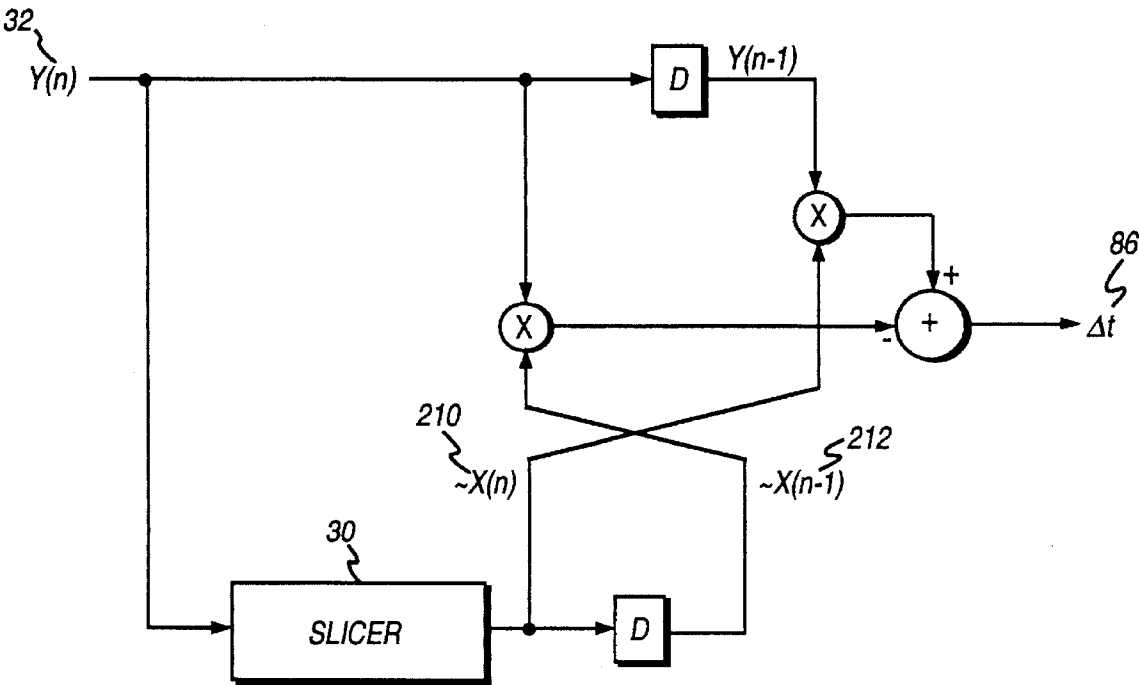 32
Y(n)
D
Y(n-1)
X
86
+
X
+
-
Δt
210
~X(n)
212
~X(n-1)
30
SLICER
D